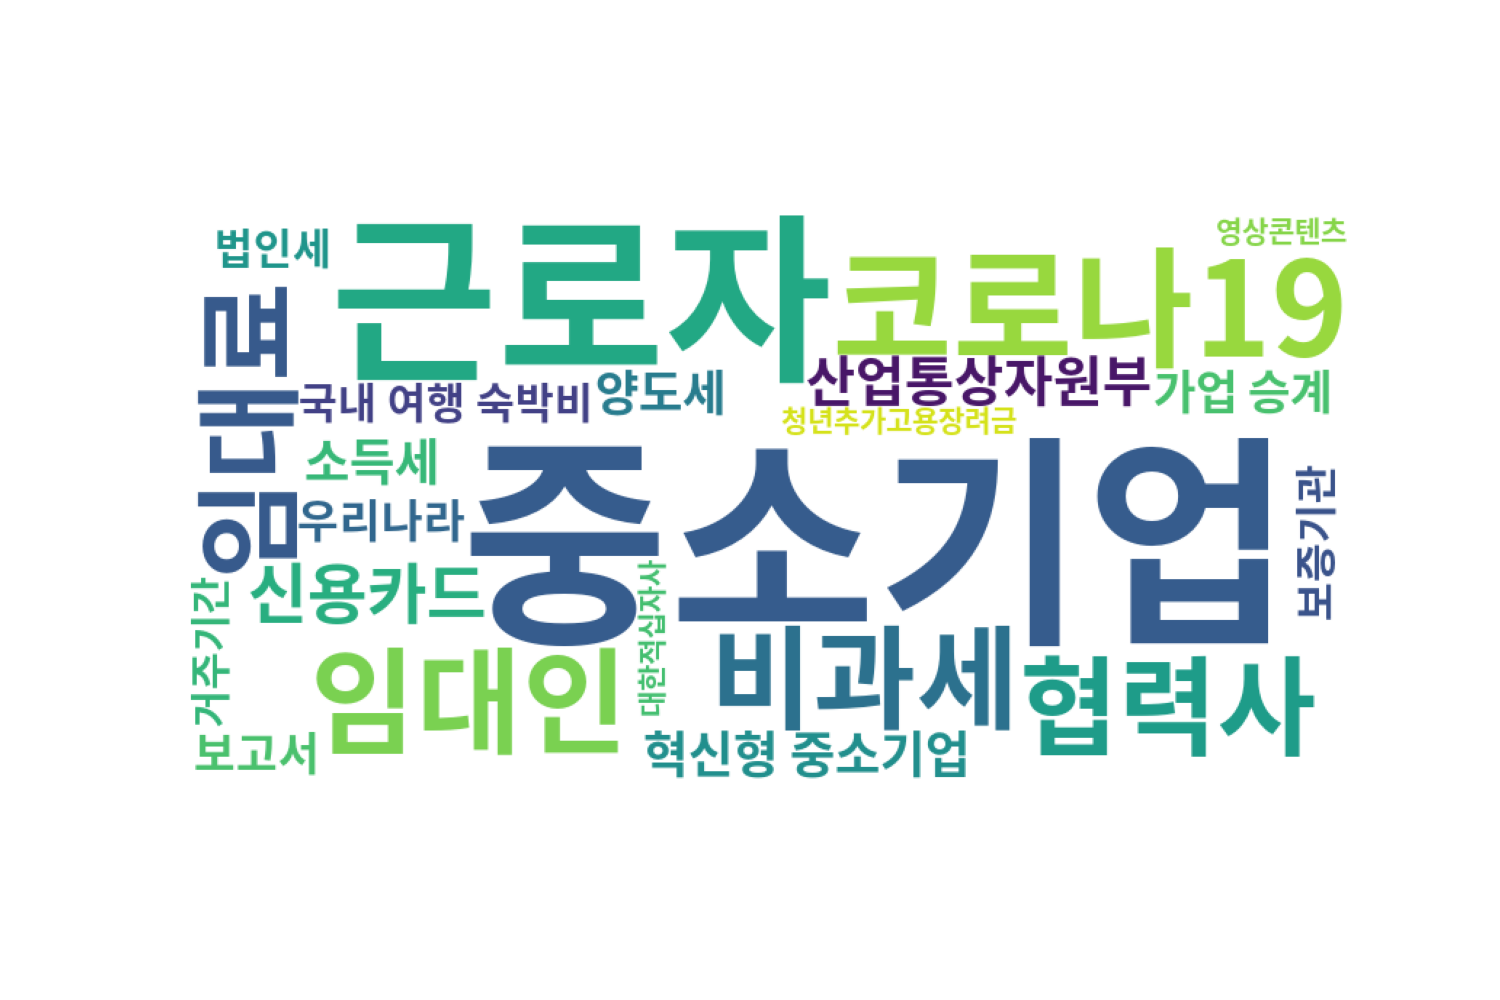 법인세
근로자
영상콘텐츠
코로나19
임대료
국내 여행 숙박비
양도세
산업통상자원부
가업 승계
청년추가고용장려금
소득세
중소기업
우리나라
보증기관
신용카드
거주기간
대한적십자사
임대인
비과세
협력사
보고서
혁신형 중소기업